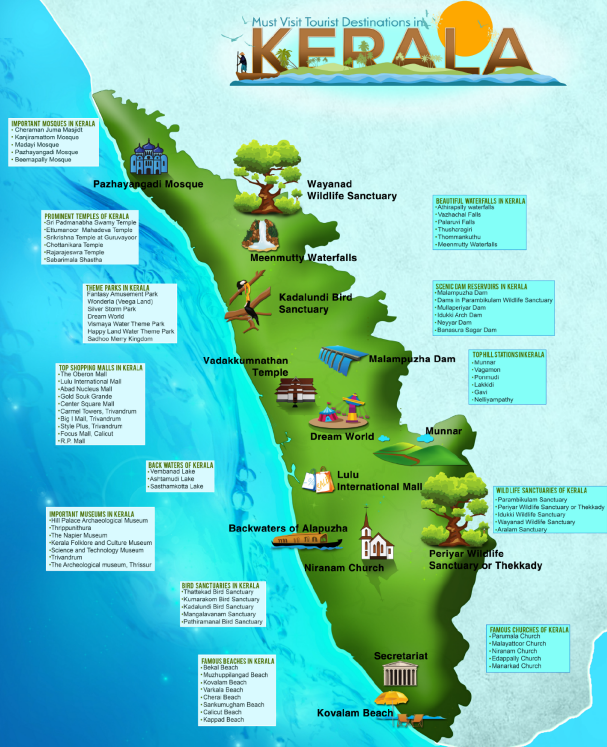 Must Visit Tourist Destinations in
KERALA
IMPORTANT MOSQUES IN KERALA
• Cheraman Juma Masjdt
• Kanjiramattom Mosque
• Madayi Mosque
• Pazhayangadi Mosque
• Beemapally Mosque
Pazhayangadi Mosque
Wayanad
Wildlife Sanctuary
BEAUTIFUL WATERFALLS IN KERALA
• Athirapally waterfalls
• Vazhachal Falls
• Palaruvi Falls
• Thusharagiri
• Thommankuthu
• Meenmutty Waterfalls
PROMINENT TEMPLES OF KERALA
• Sri Padmanabha Swamy Temple
• Ettumanoor Mahadeva Temple
• Srikrishna Temple at Guruvayoor
• Chottanikara Temple
• Rajarajeswara Temple
• Sabarimala Shastha
Meenmutty Waterfalls
THEME PARKS IN KERALA
Fantasy Amusement Park
Wonderla (Veega Land)
Silver Storm Park
Dream World
Vismaya Water Theme Park
Happy Land Water Theme Park
Sadhoo Merry Kingdom
Kadalundi Bird
Sanctuary
SCENIC DAM RESERVOIRS IN KERALA
• Malampuzha Dam
• Dams in Parambikulam Wildlife Sanctuary
• Mullaperiyar Dam
• Idukki Arch Dam
• Neyyar Dam
• Banasura Sagar Dam
TOP SHOPPING MALLS IN KERALA
• The Oberon Mall
• Lulu International Mall
• Abad Nucleus Mall
• Gold Souk Grande
• Center Square Mall
• Carmel Towers, Trivandrum
• Big I Mall, Trivandrum
• Style Plus, Trivandrum
• Focus Mall, Calicut
• R.P. Mall
Vadakkumnathan
Temple
Malampuzha Dam
TOP HILL STATIONS IN KERALA
• Munnar
• Vagamon
• Ponmudi
• Lakkidi
• Gavi
• Nelliyampathy
Dream World
Munnar
BACK WATERS OF KERALA
• Vembanad Lake
• Ashtamudi Lake
• Sasthamkotta Lake
Lulu
International Mall
WILD LIFE SANCTUARIES OF KERALA
• Parambikulam Sanctuary
• Periyar Wildlife Sanctuary or Thekkady
• Idukki Wildlife Sanctuary
• Wayanad Wildlife Sanctuary
• Aralam Sanctuary
IMPORTANT MUSEUMS IN KERALA
• Hill Palace Archaeological Museum
• Thrippunithura
• The Napier Museum
• Kerala Folklore and Culture Museum
• Science and Technology Museum
• Trivandrum
• The Archeological museum, Thrissur
Backwaters of Alapuzha
Niranam Church
Periyar Wildlife
Sanctuary or Thekkady
BIRD SANCTUARIES IN KERALA
• Thattekad Bird Sanctuary
• Kumarakom Bird Sanctuary
• Kadalundi Bird Sanctuary
• Mangalavanam Sanctuary
• Pathiramanal Bird Sanctuary
FAMOUS CHURCHES OF KERALA
• Parumala Church
• Malayattoor Church
• Niranam Church
• Edappally Church
• Manarkad Church
FAMOUS BEACHES IN KERALA
• Bekal Beach
• Muzhuppilangad Beach
• Kovalam Beach
• Varkala Beach
• Cherai Beach
• Sankumugham Beach
• Calicut Beach
• Kappad Beach
Secretariat
Kovalam Beach